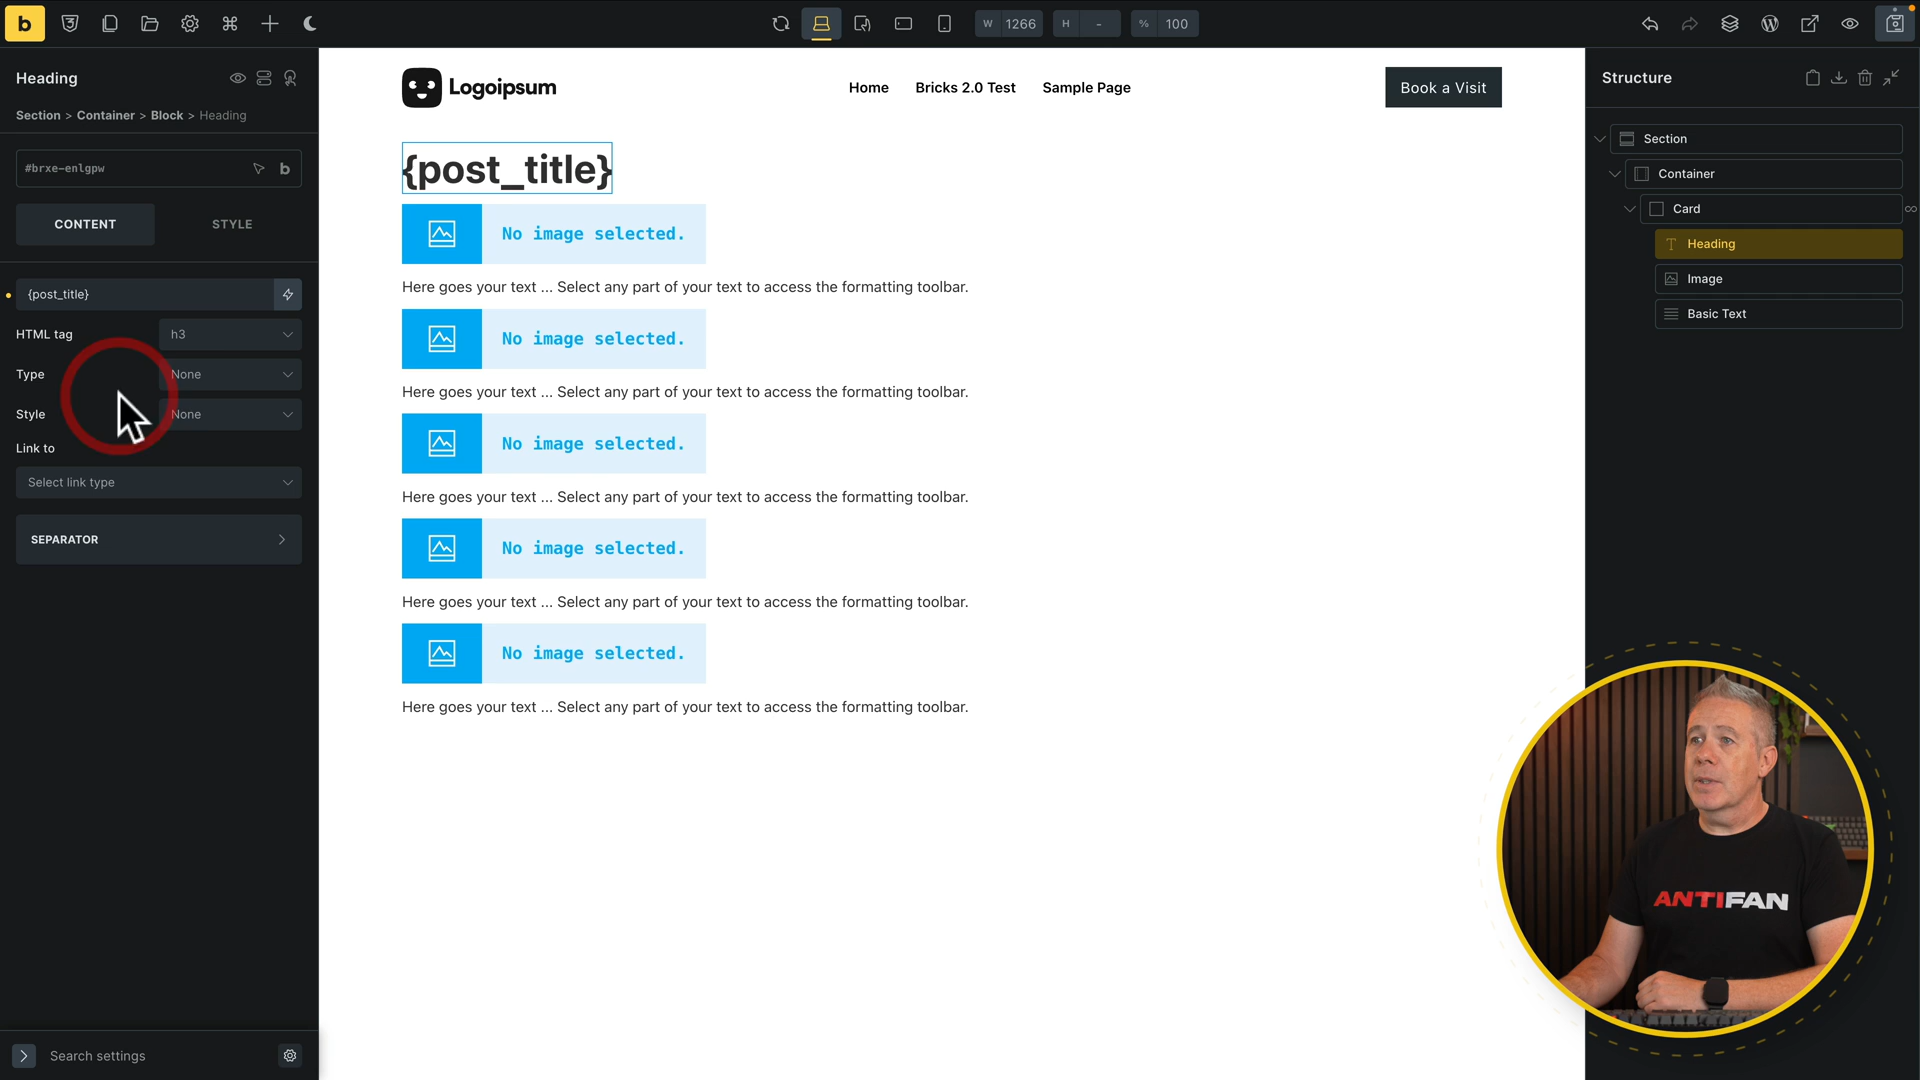 b
W 1266
H -
% 100
Heading
Section > Container > Block > Heading
#brxe-enlgpw
b
CONTENT
STYLE
{post_title}
HTML tag
h3
Type
None
Style
None
Link to
Select link type
SEPARATOR
Search settings
Logoipsum
Home
Bricks 2.0 Test
Sample Page
Book a Visit
{post_title}
No image selected.
Here goes your text ... Select any part of your text to access the formatting toolbar.
No image selected.
Here goes your text ... Select any part of your text to access the formatting toolbar.
No image selected.
Here goes your text ... Select any part of your text to access the formatting toolbar.
No image selected.
Here goes your text ... Select any part of your text to access the formatting toolbar.
No image selected.
Here goes your text ... Select any part of your text to access the formatting toolbar.
Structure
Section
Container
Card
Heading
Image
Basic Text
ANTIFAN